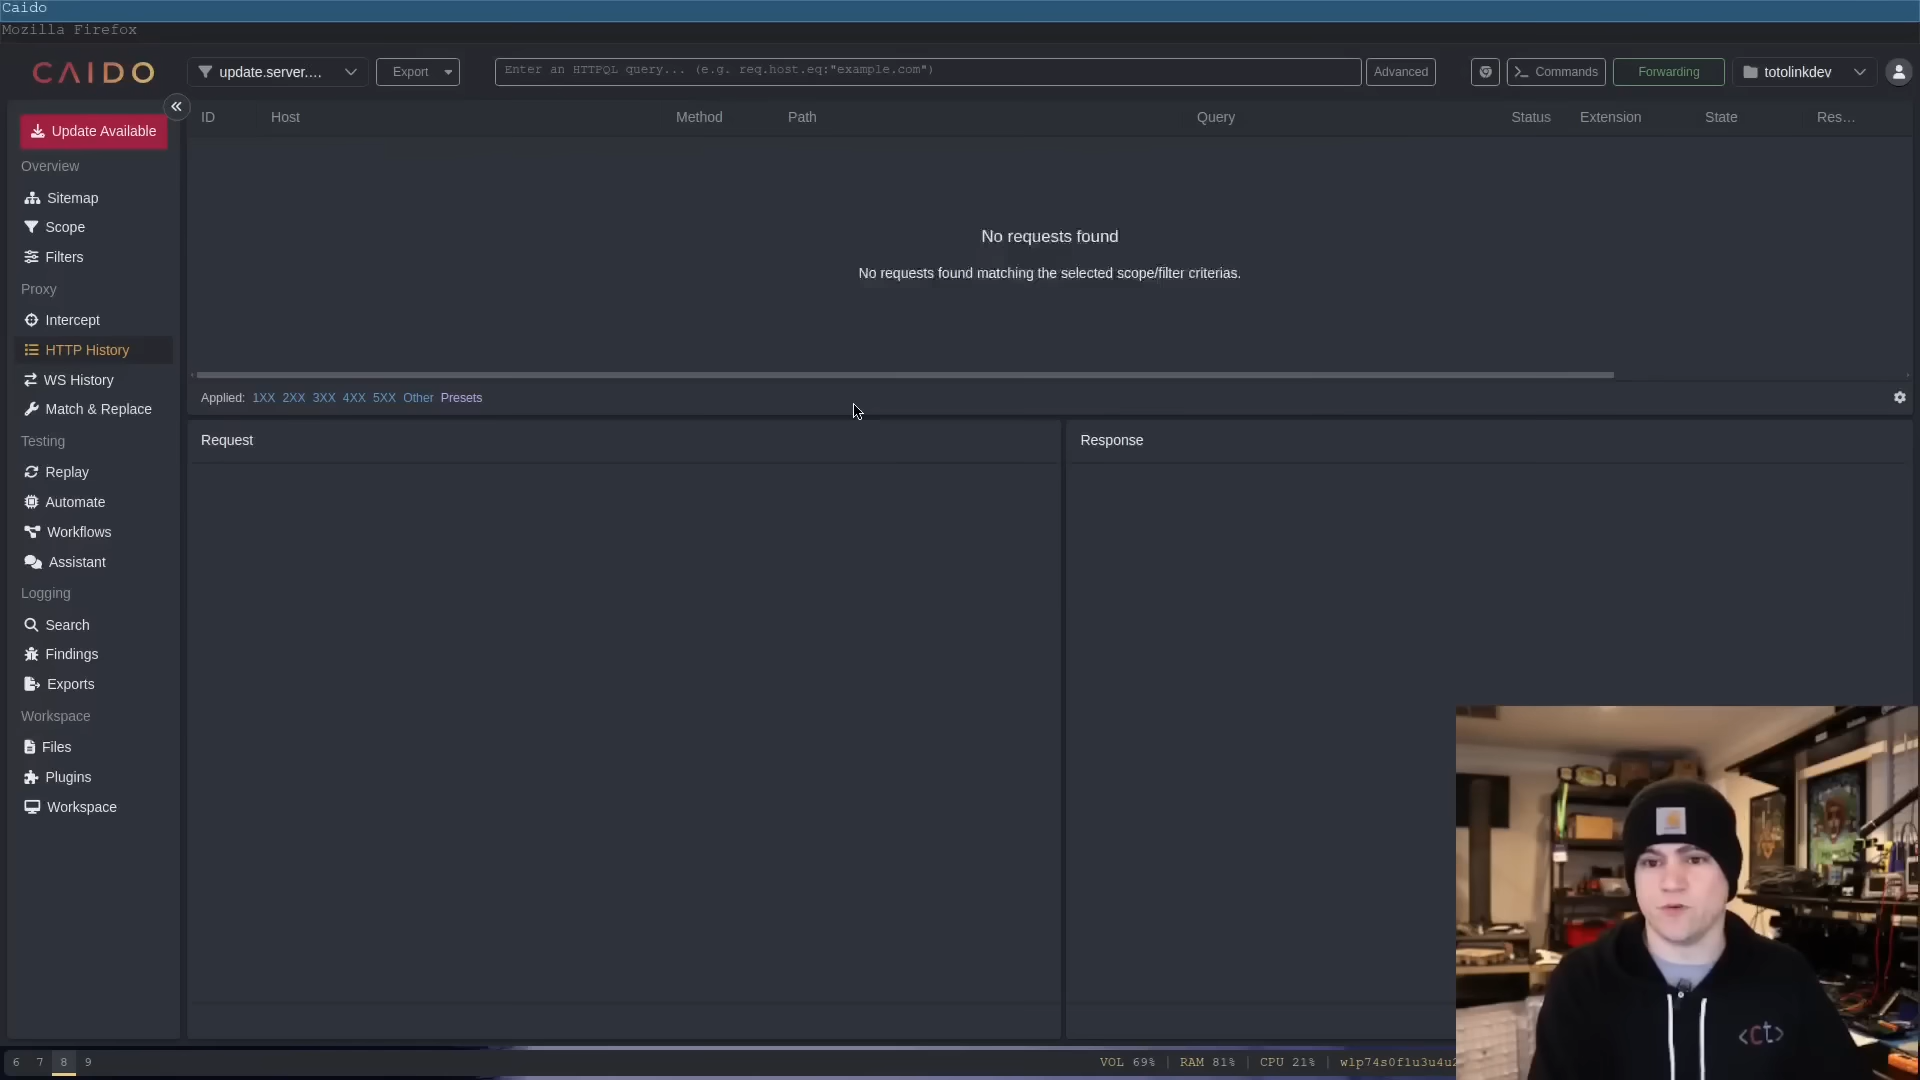 Caido
Mozilla Firefox
CAIDO
update.server....
Export
Enter an HTTPQL query... (e.g. req.host.eq:"example.com")
Advanced
Commands
Forwarding
totolinkdev
Update Available
Overview
Sitemap
Scope
Filters
Proxy
Intercept
HTTP History
WS History
Match & Replace
Testing
Replay
Automate
Workflows
Assistant
Logging
Search
Findings
Exports
Workspace
Files
Plugins
Workspace
ID Host Method Path Query Status Extension State Res...
No requests found
No requests found matching the selected scope/filter criterias.
Applied: 1XX 2XX 3XX 4XX 5XX Other Presets
Request
Response
<ct>
6 7 8 9
VOL 69% | RAM 81% | CPU 21% | wlp74s0f1u3u4u2